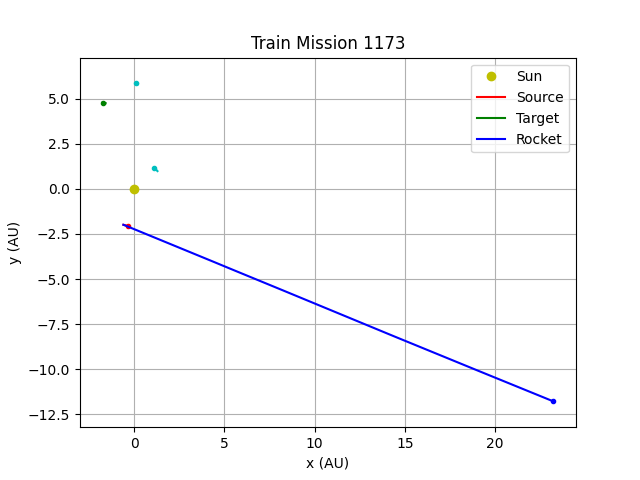 Train Mission 1173
Sun
Source
Target
Rocket
5.0
2.5
0.0
−2.5
−5.0
−7.5
−10.0
−12.5
y (AU)
0 5 10 15 20
x (AU)